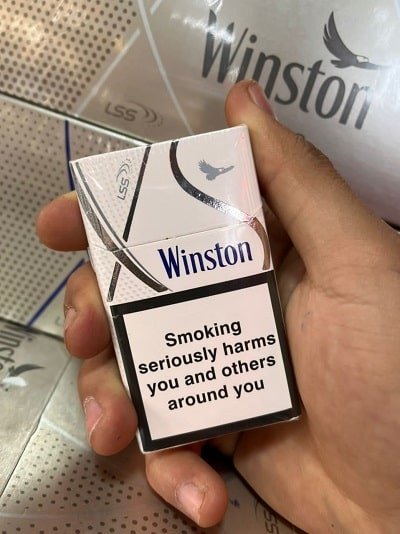 Winston
LSS
LSS
Winston
Smoking
seriously harms
you and others
around you